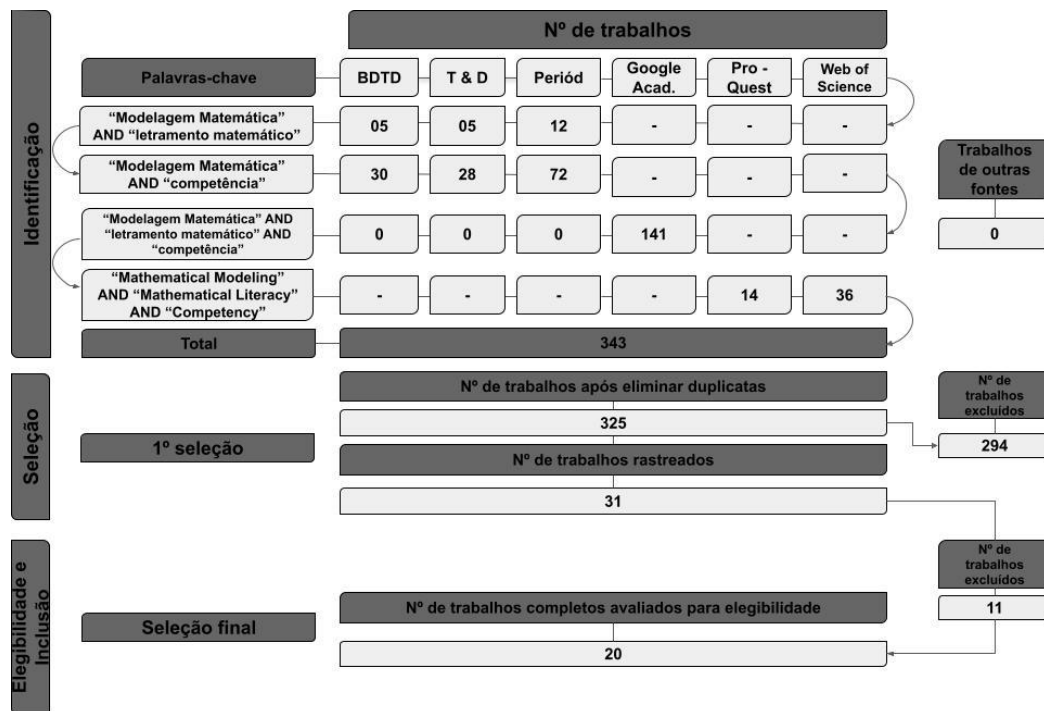 Nº de trabalhos
Identificação
Palavras-chave
BDTD
T & D
Periód
Google
Acad.
Pro -
Quest
Web of
Science
“Modelagem Matemática”
AND “letramento matemático”
05
05
12
-
-
-
“Modelagem Matemática”
AND “competência”
30
28
72
-
-
-
Trabalhos
de outras
fontes
0
“Modelagem Matemática” AND
“letramento matemático” AND
“competência”
0
0
0
141
-
-
“Mathematical Modeling”
AND “Mathematical Literacy”
AND “Competency”
-
-
-
-
14
36
Total
343
Seleção
1º seleção
Nº de trabalhos após eliminar duplicatas
325
Nº de
trabalhos
excluídos
294
Nº de trabalhos rastreados
31
Elegibilidade e
Inclusão
Seleção final
Nº de trabalhos completos avaliados para elegibilidade
20
Nº de
trabalhos
excluídos
11